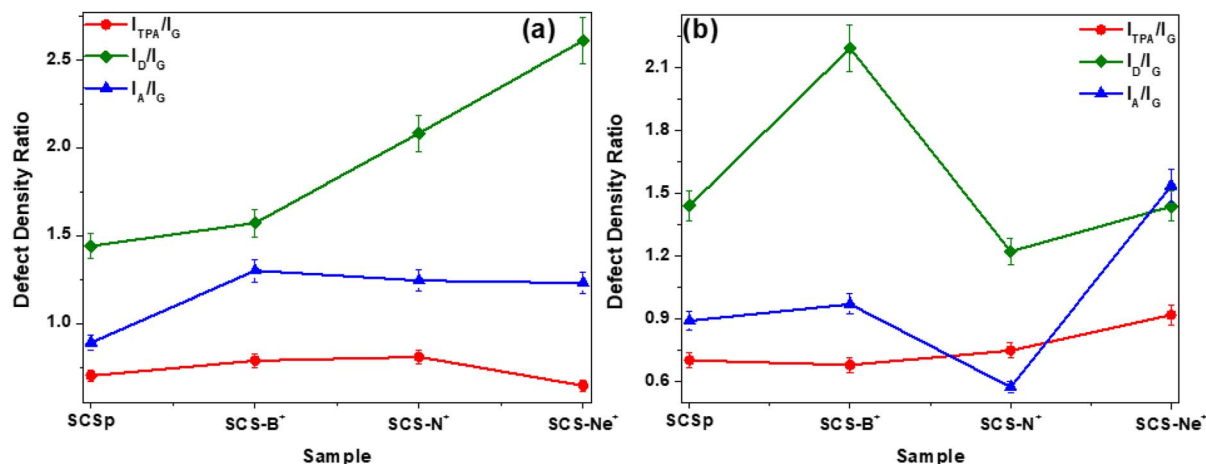 (a)
I_TPA/I_G
I_D/I_G
I_A/I_G
Defect Density Ratio
2.5
2.0
1.5
1.0
SCSp
SCS-B⁺
SCS-N⁺
SCS-Ne⁺
Sample
(b)
I_TPA/I_G
I_D/I_G
I_A/I_G
Defect Density Ratio
2.1
1.8
1.5
1.2
0.9
0.6
SCSp
SCS-B⁺
SCS-N⁺
SCS-Ne⁺
Sample